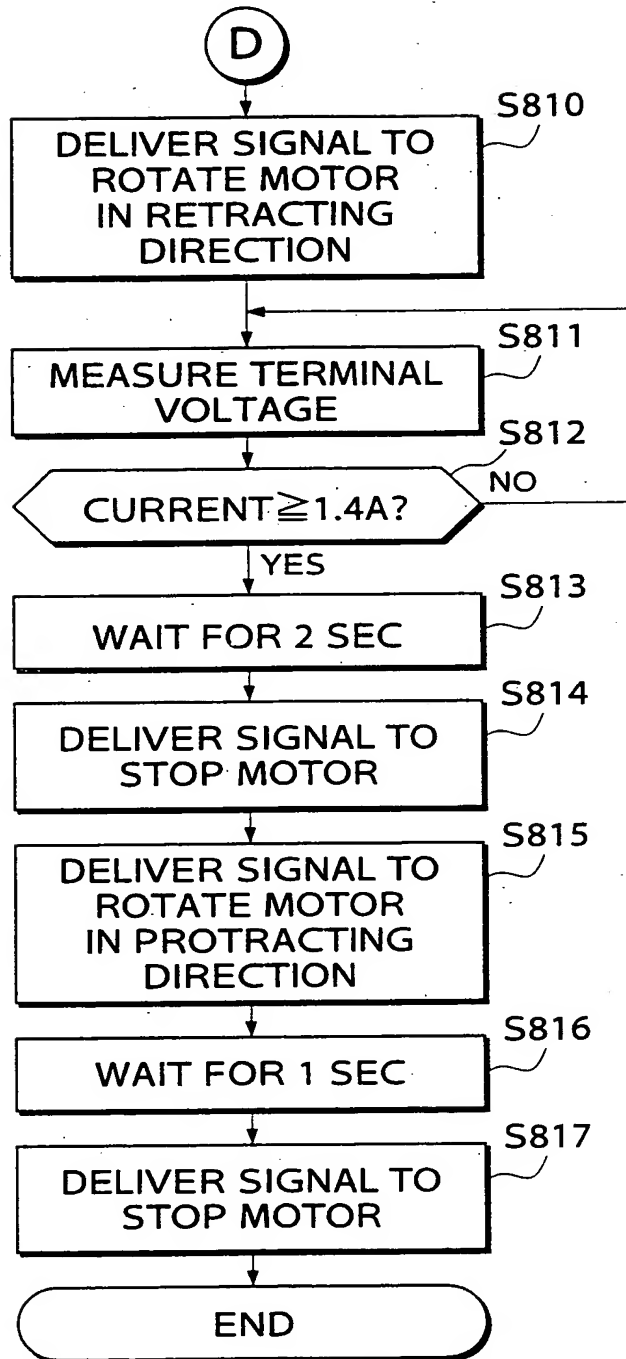 D
S810
DELIVER SIGNAL TO
ROTATE MOTOR
IN RETRACTING
DIRECTION
S811
MEASURE TERMINAL
VOLTAGE
S812
CURRENT≧1.4A?
NO
YES
S813
WAIT FOR 2 SEC
S814
DELIVER SIGNAL TO
STOP MOTOR
S815
DELIVER SIGNAL TO
ROTATE MOTOR
IN PROTRACTING
DIRECTION
S816
WAIT FOR 1 SEC
S817
DELIVER SIGNAL TO
STOP MOTOR
END